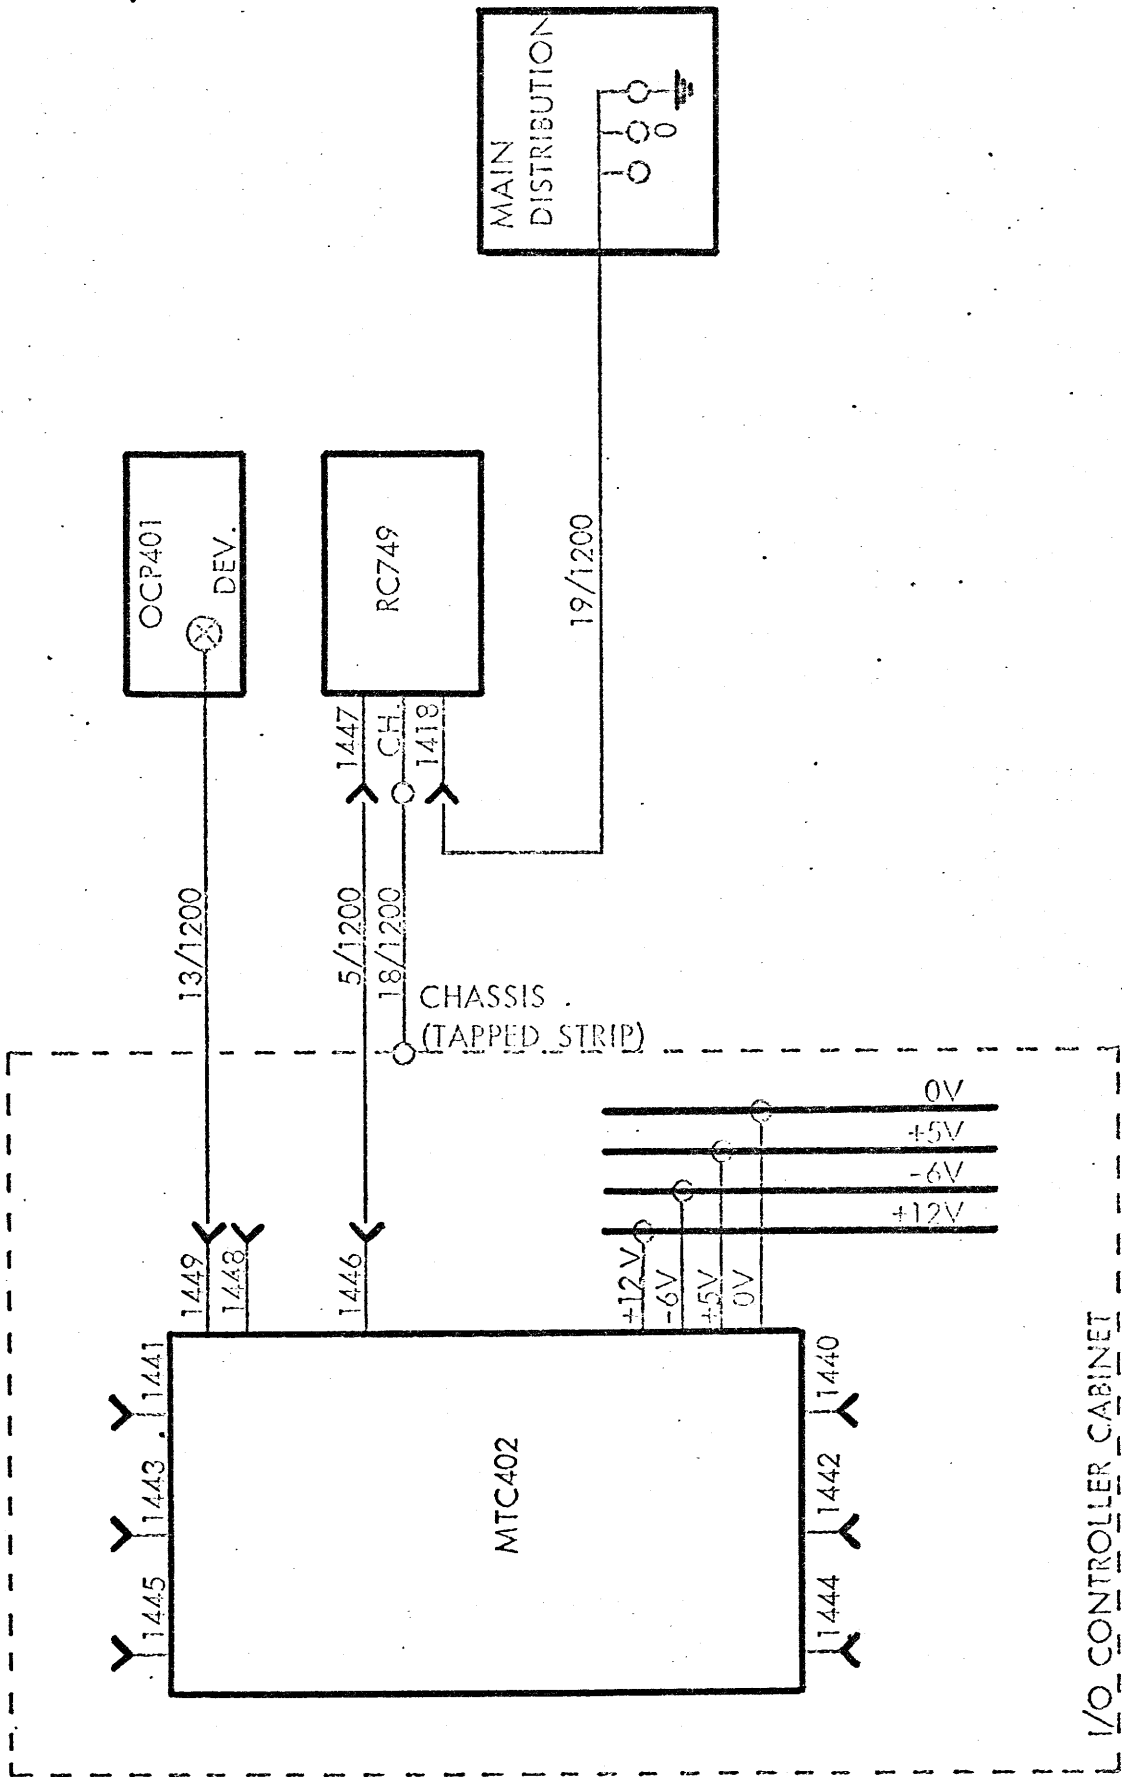 MAIN
DISTRIBUTION
0
OCP401
DEV.
RC749
1447
CH.
1418
19/1200
13/1200
5/1200
18/1200
CHASSIS .
(TAPPED STRIP)
0V
+5V
-6V
+12V
+12V
-6V
+5V
0V
1449
1448
1446
1441
1443
1445
MTC402
1440
1442
1444
I/O CONTROLLER CABINET